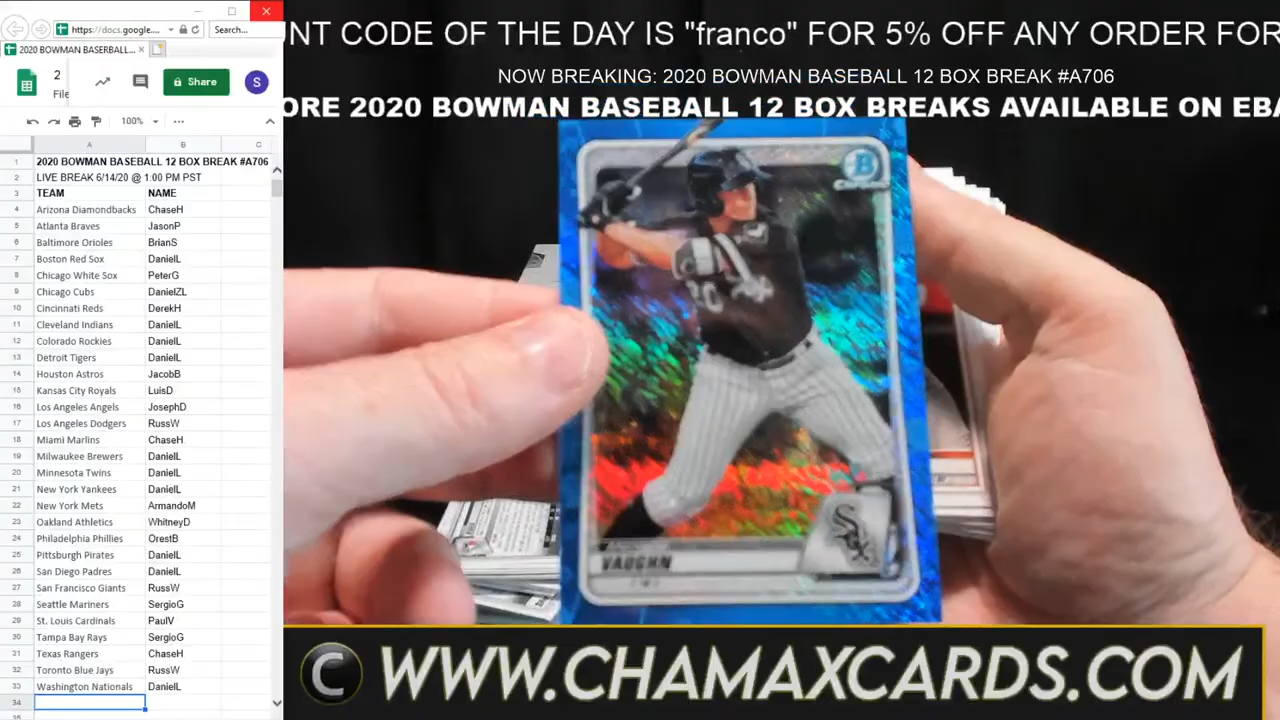 https://docs.google....
Search...
2020 BOWMAN BASERBALL...
2
File
Share
S
100%
A B C
1 2020 BOWMAN BASEBALL 12 BOX BREAK #A706
2 LIVE BREAK 6/14/20 @ 1:00 PM PST
3 TEAM NAME
4 Arizona Diamondbacks ChaseH
5 Atlanta Braves JasonP
6 Baltimore Orioles BrianS
7 Boston Red Sox DanielL
8 Chicago White Sox PeterG
9 Chicago Cubs DanielZL
10 Cincinnati Reds DerekH
11 Cleveland Indians DanielL
12 Colorado Rockies DanielL
13 Detroit Tigers DanielL
14 Houston Astros JacobB
15 Kansas City Royals LuisD
16 Los Angeles Angels JosephD
17 Los Angeles Dodgers RussW
18 Miami Marlins ChaseH
19 Milwaukee Brewers DanielL
20 Minnesota Twins DanielL
21 New York Yankees DanielL
22 New York Mets ArmandoM
23 Oakland Athletics WhitneyD
24 Philadelphia Phillies OrestB
25 Pittsburgh Pirates DanielL
26 San Diego Padres DanielL
27 San Francisco Giants RussW
28 Seattle Mariners SergioG
29 St. Louis Cardinals PaulV
30 Tampa Bay Rays SergioG
31 Texas Rangers ChaseH
32 Toronto Blue Jays RussW
33 Washington Nationals DanielL
34
UNT CODE OF THE DAY IS "franco" FOR 5% OFF ANY ORDER FOR
NOW BREAKING: 2020 BOWMAN BASEBALL 12 BOX BREAK #A706
ORE 2020 BOWMAN BASEBALL 12 BOX BREAKS AVAILABLE ON EBA
B
20
SOX
VAUGHN
C WWW.CHAMAXCARDS.COM